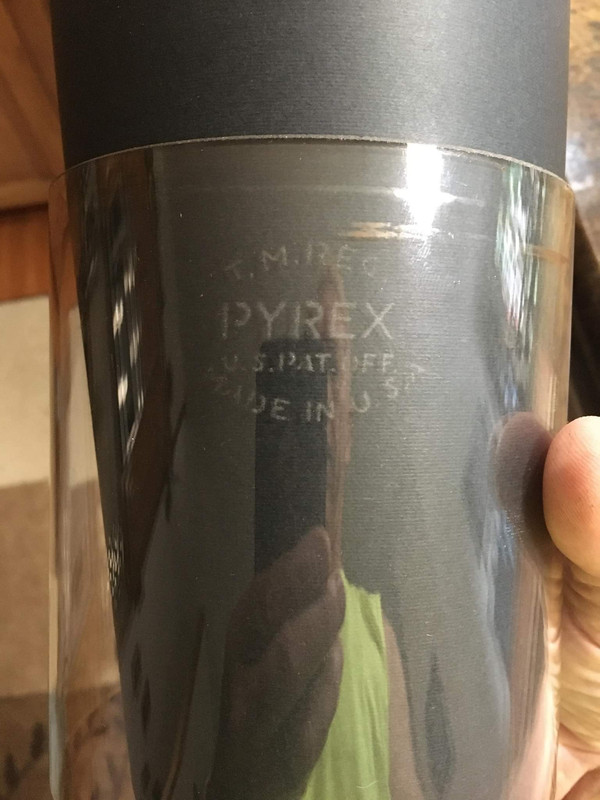 T.M.REG
PYREX
U.S.PAT.OFF.
MADE IN U S A